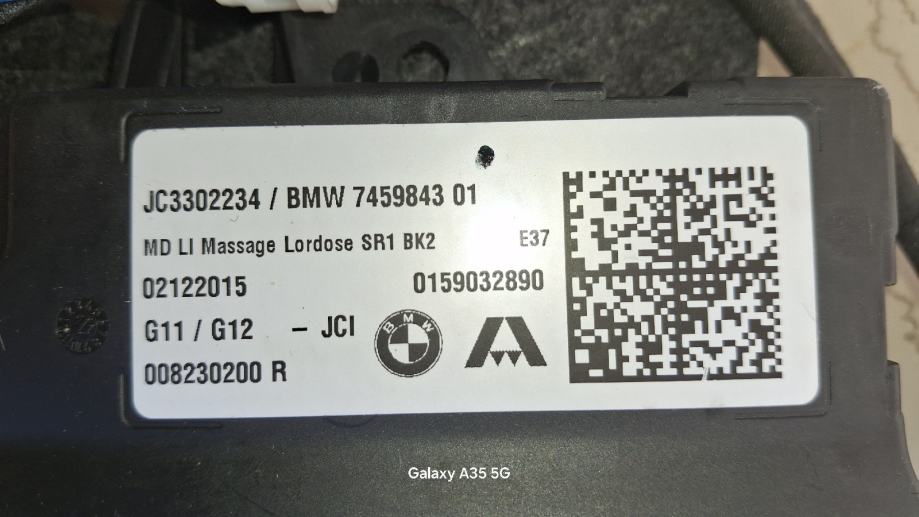 JC3302234 / BMW 7459843 01
MD LI Massage Lordose SR1 BK2 E37
02122015 0159032890
G11 / G12 – JCI
BMW
008230200 R
Galaxy A35 5G